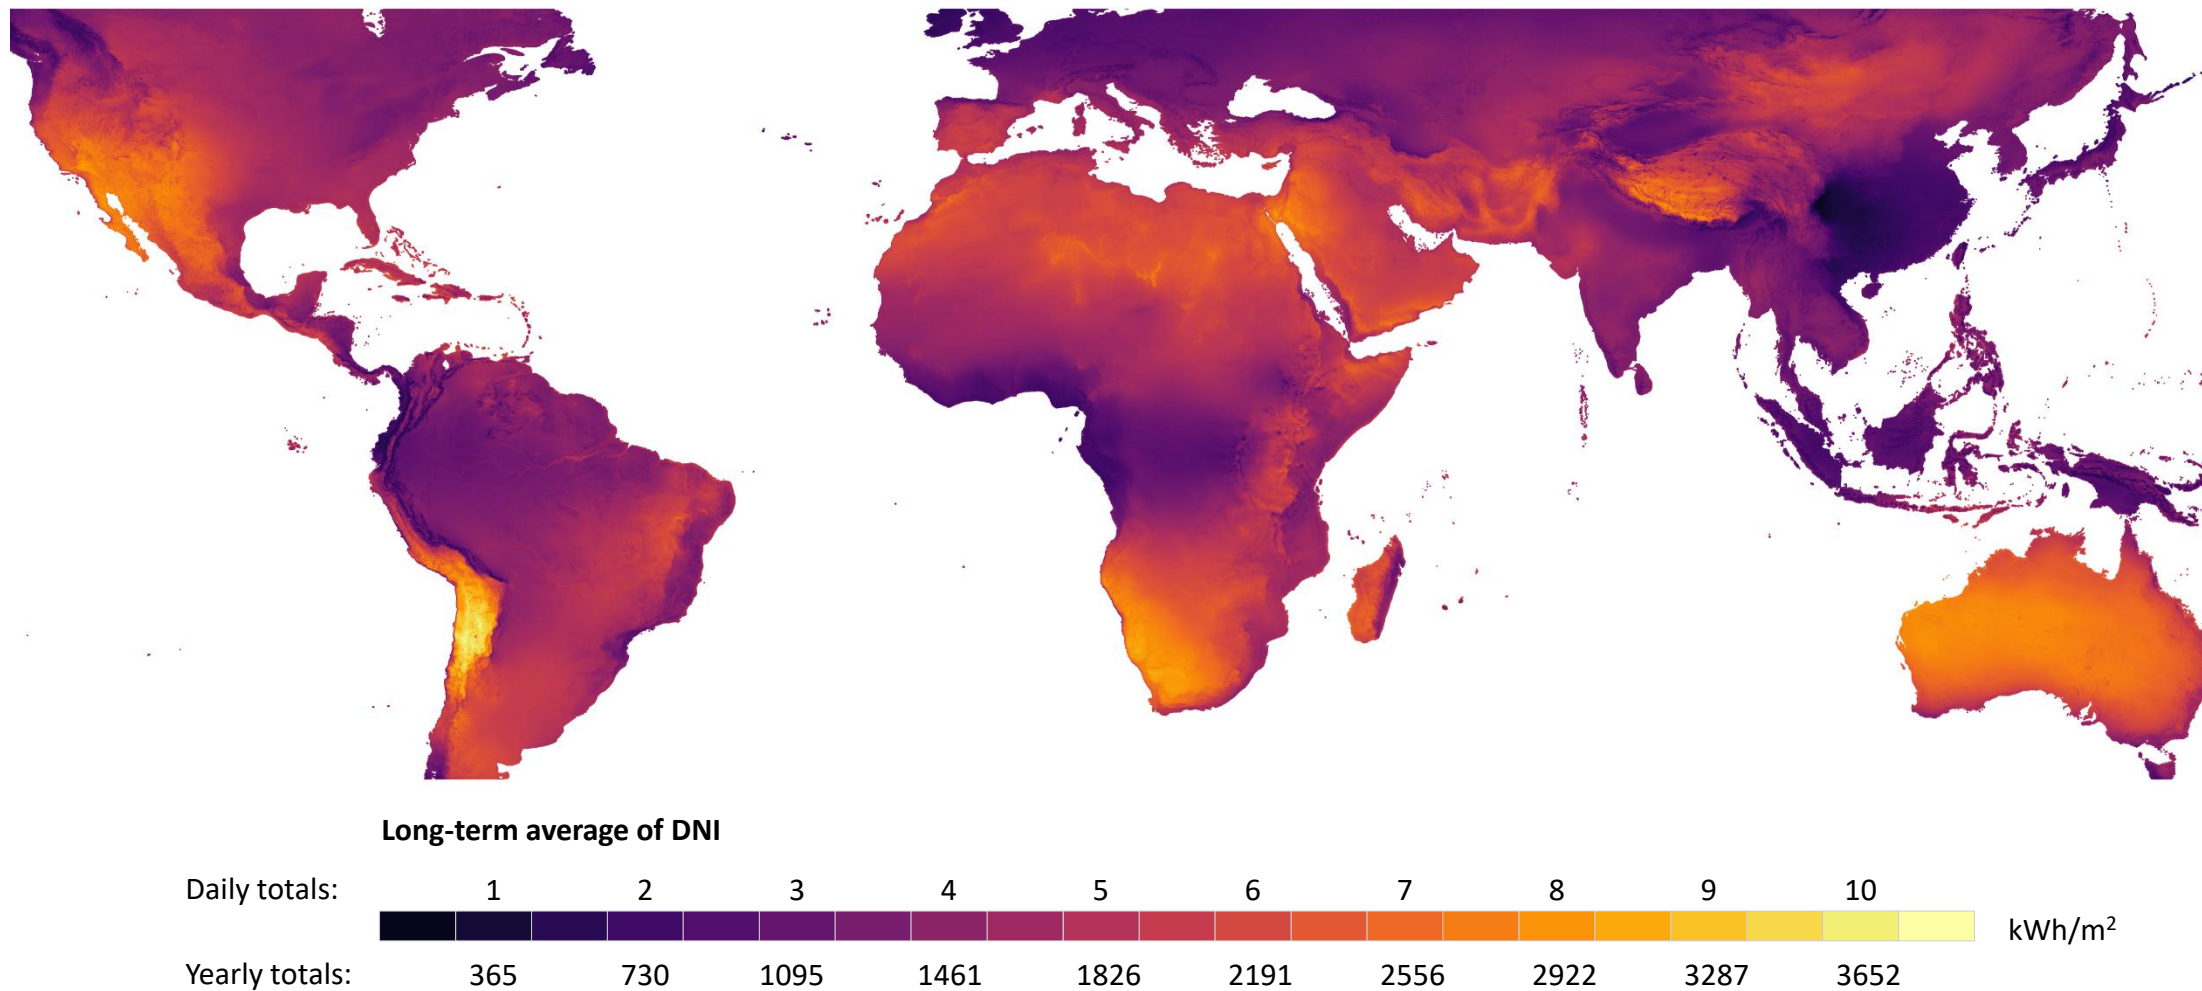 Long-term average of DNI
Daily totals: 1 2 3 4 5 6 7 8 9 10
kWh/m²
Yearly totals: 365 730 1095 1461 1826 2191 2556 2922 3287 3652